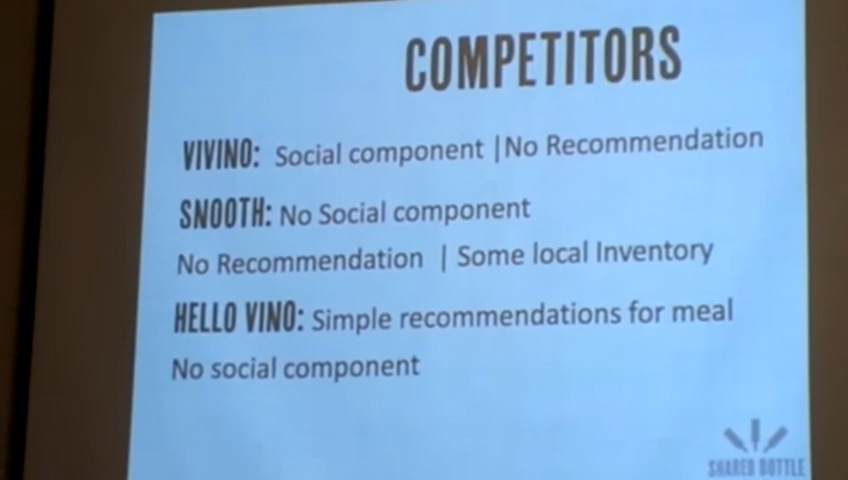 COMPETITORS
VIVINO: Social component | No Recommendation
SNOOTH: No Social component
No Recommendation | Some local Inventory
HELLO VINO: Simple recommendations for meal
No social component
SHARED BOTTLE